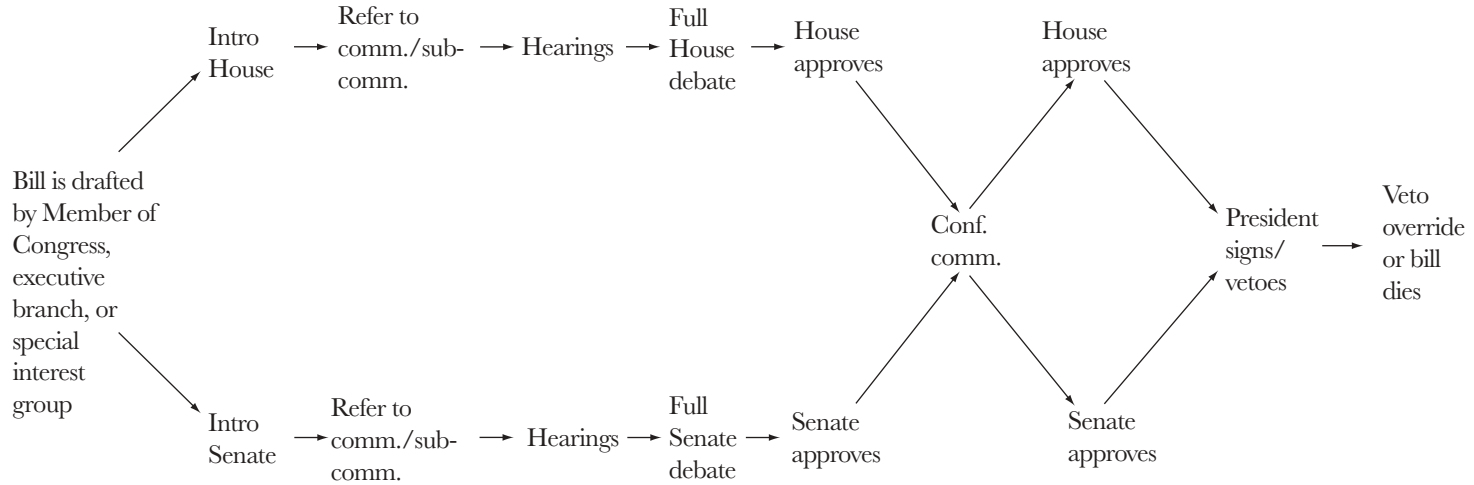 Bill is drafted
by Member of
Congress,
executive
branch, or
special
interest
group
Intro
House
Refer to
comm./sub-
comm.
Hearings
Full
House
debate
House
approves
Intro
Senate
Refer to
comm./sub-
comm.
Hearings
Full
Senate
debate
Senate
approves
Conf.
comm.
House
approves
Senate
approves
President
signs/
vetoes
Veto
override
or bill
dies